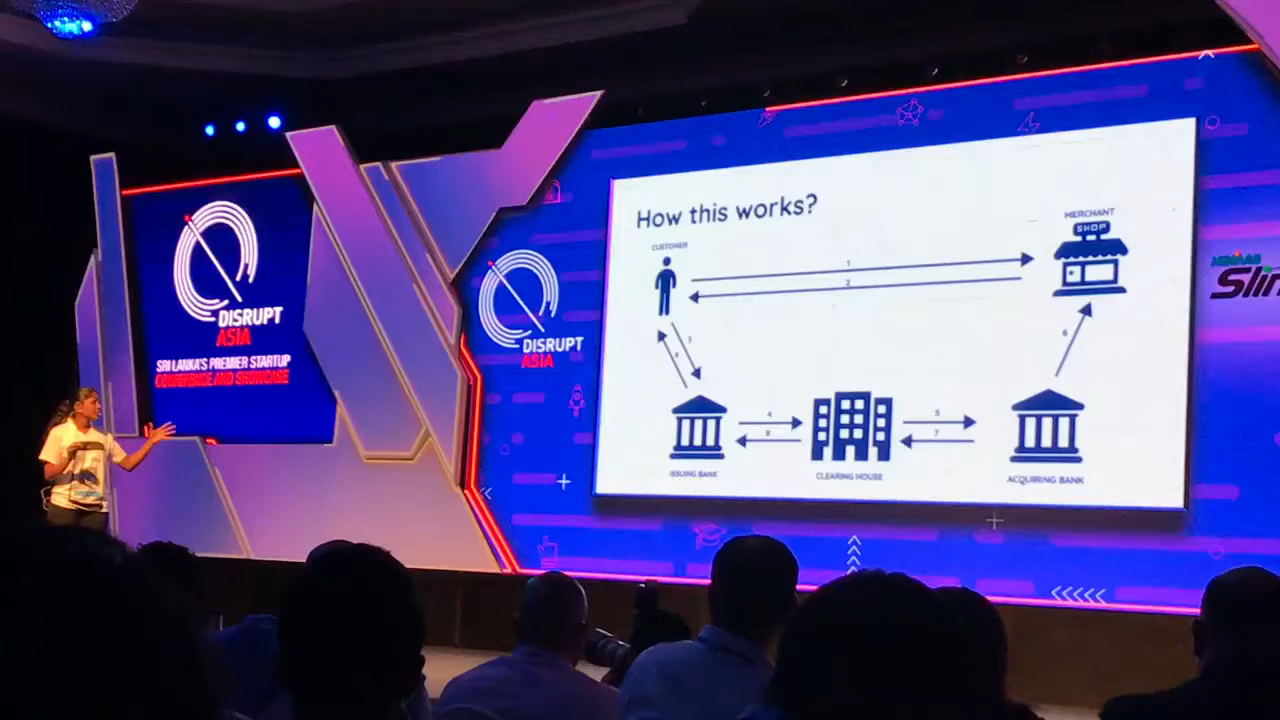 DISRUPT
ASIA
SRI LANKA'S PREMIER STARTUP
CONFERENCE AND SHOWCASE
DISRUPT
ASIA
How this works?
CUSTOMER
MERCHANT
SHOP
1
2
3
6
4
5
8
7
ISSUING BANK
CLEARING HOUSE
ACQUIRING BANK